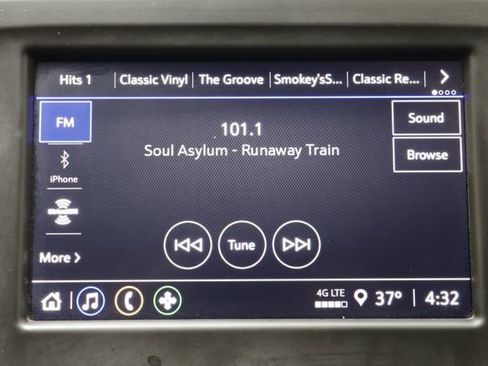 Hits 1 Classic Vinyl The Groove Smokey'sS... Classic Re...
FM
101.1
Soul Asylum - Runaway Train
Sound
Browse
iPhone
Tune
More
4G LTE
37° 4:32